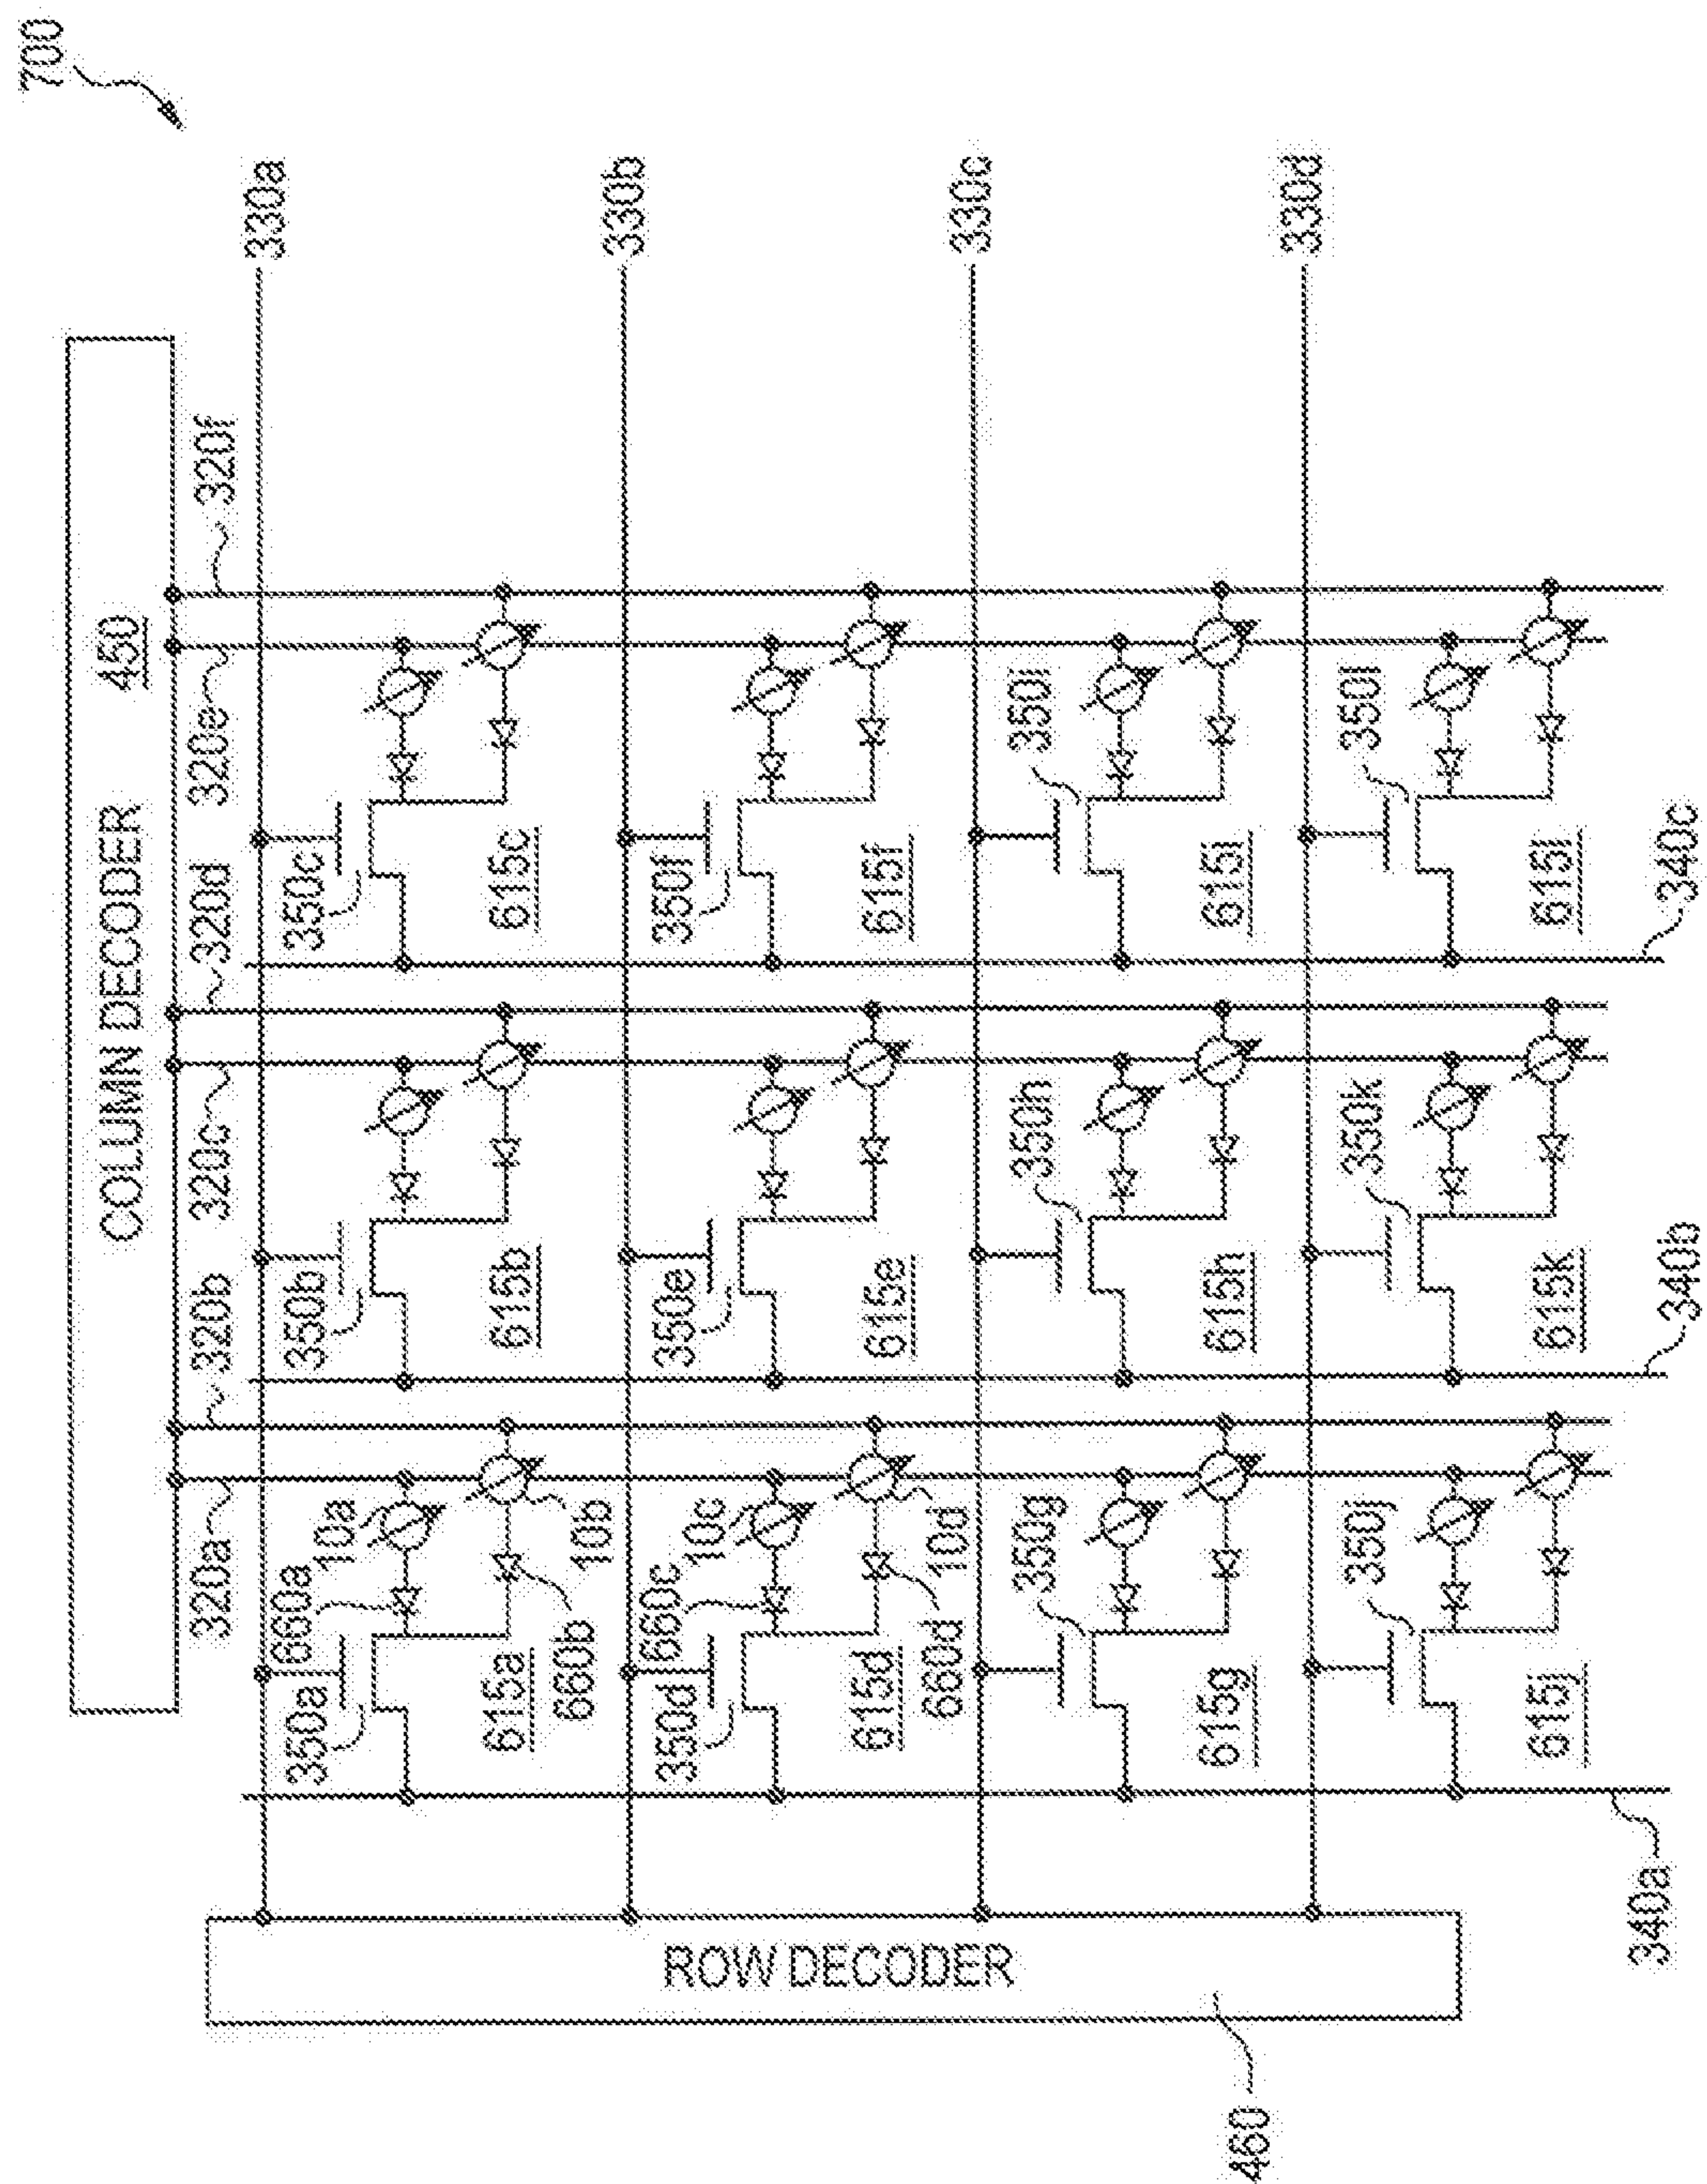 700
COLUMN DECODER 450
320a
320b
320c
320d
320e
320f
330a
660a
10a
350a
350b
350c
615a
10b
660b
615b
615c
330b
660c
10c
350d
350e
350f
615d
10d
660d
615e
615f
330c
350g
350h
350i
615g
615h
615i
330d
350j
350k
350l
615j
615k
615l
340a
340b
340c
ROW DECODER
460